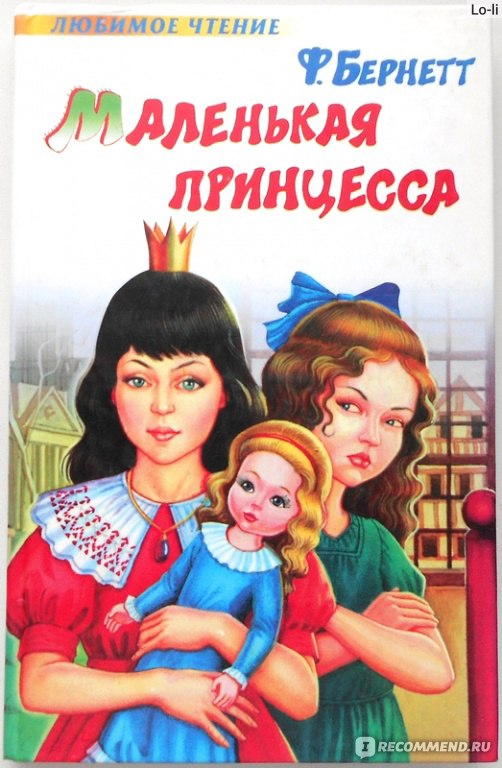 Lo-li
ЛЮБИМОЕ ЧТЕНИЕ
Ф. БЕРНЕТТ
МАЛЕНЬКАЯ
ПРИНЦЕССА
I RECOMMEND.RU